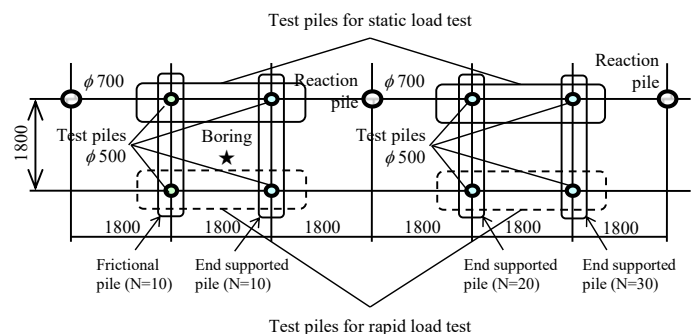 Test piles for static load test
Reaction
pile
ϕ700
Reaction
pile
ϕ700
1800
Test piles
ϕ500
Boring
★
Test piles
ϕ500
1800
1800
1800
1800
1800
1800
Frictional
pile (N=10)
End supported
pile (N=10)
End supported
pile (N=20)
End supported
pile (N=30)
Test piles for rapid load test